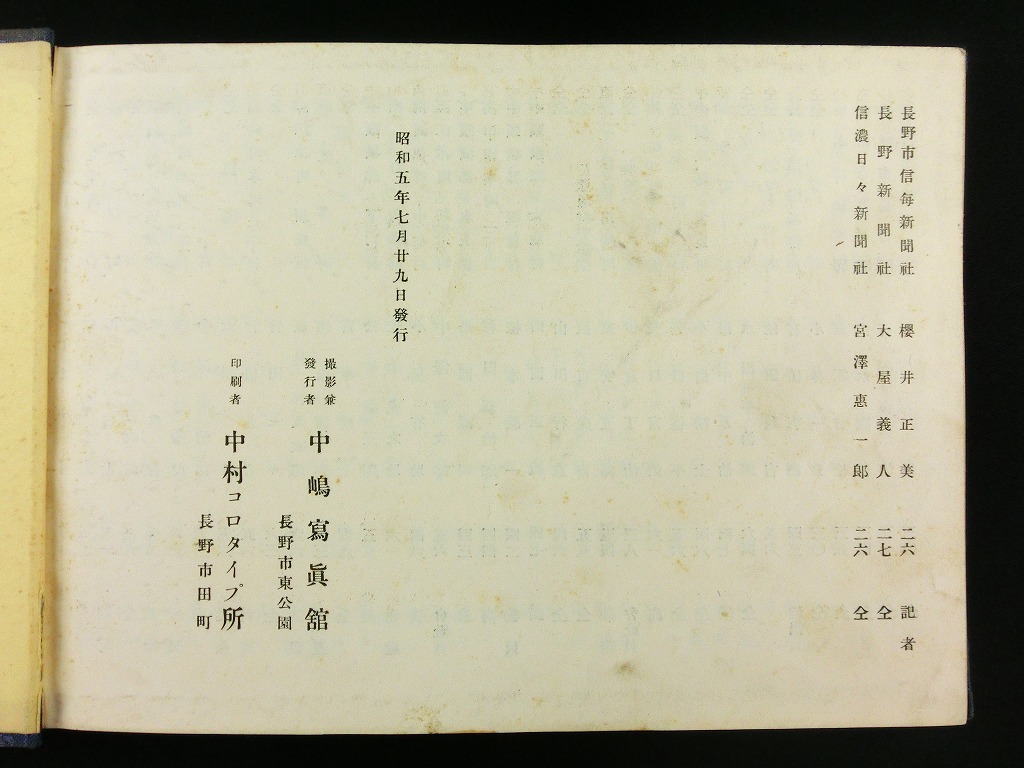 長野市信每新聞社 櫻井正美 二六 記者
長野新聞社 大屋義人 二七 仝
信濃日々新聞社 宮澤惠一郎 二六 仝
昭和五年七月廿九日發行
撮影兼
發行者 中嶋寫眞舘
長野市東公園
印刷者 中村コロタイプ所
長野市田町